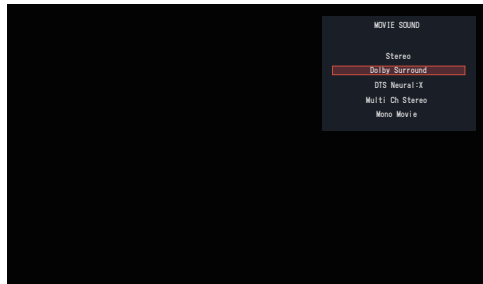 MOVIE SOUND
Stereo
Dolby Surround
DTS Neural:X
Multi Ch Stereo
Mono Movie